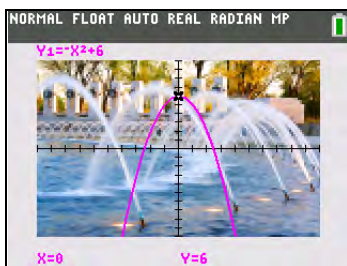 NORMAL FLOAT AUTO REAL RADIAN MP
Y₁=⁻X²+6
X=0 Y=6